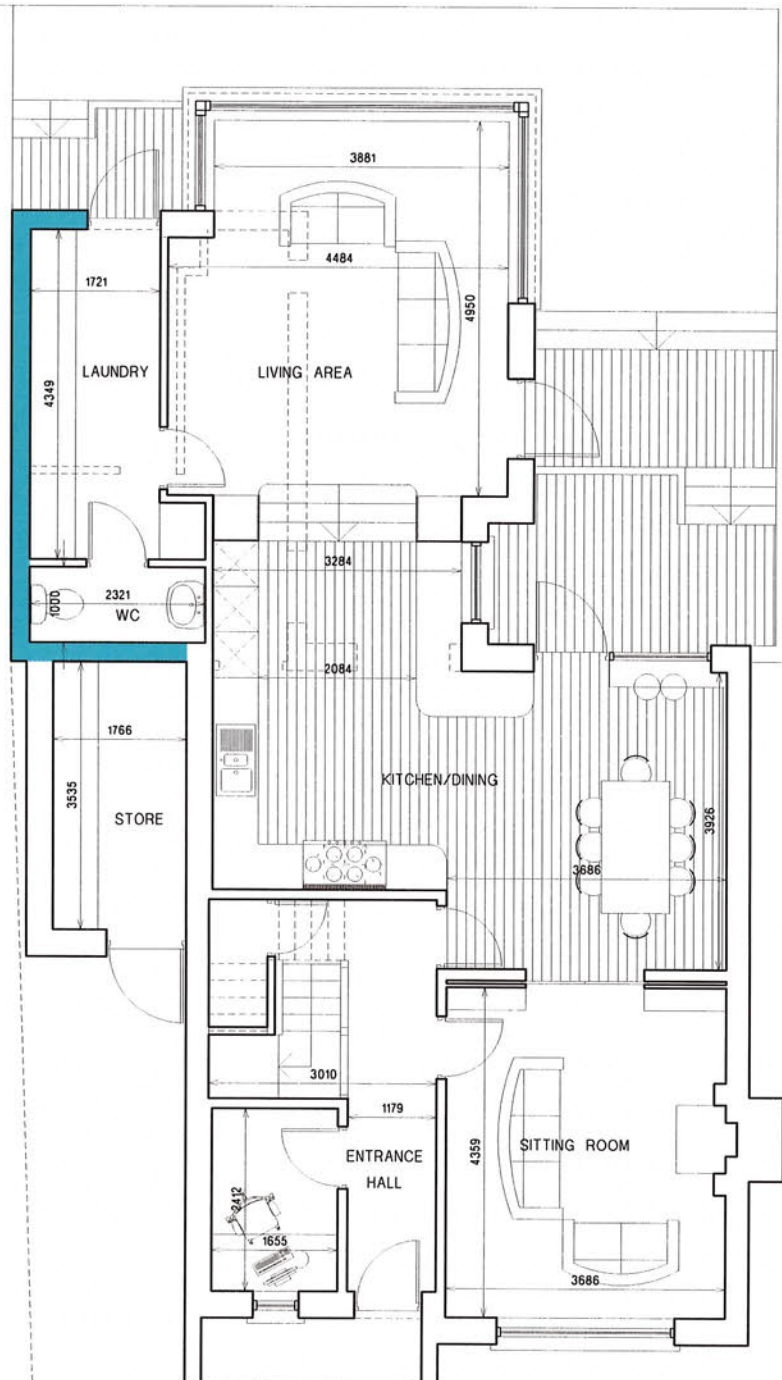 3881
4484
4950
1721
4349
LAUNDRY
LIVING AREA
3284
1000
2321
WC
2084
1766
3535
STORE
KITCHEN/DINING
3926
3686
3010
1179
4359
ENTRANCE
HALL
SITTING ROOM
2412
1655
3686